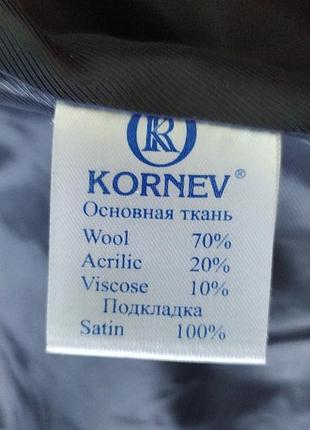 KORNEV®
Основная ткань
Wool 70%
Acrilic 20%
Viscose 10%
Подкладка
Satin 100%